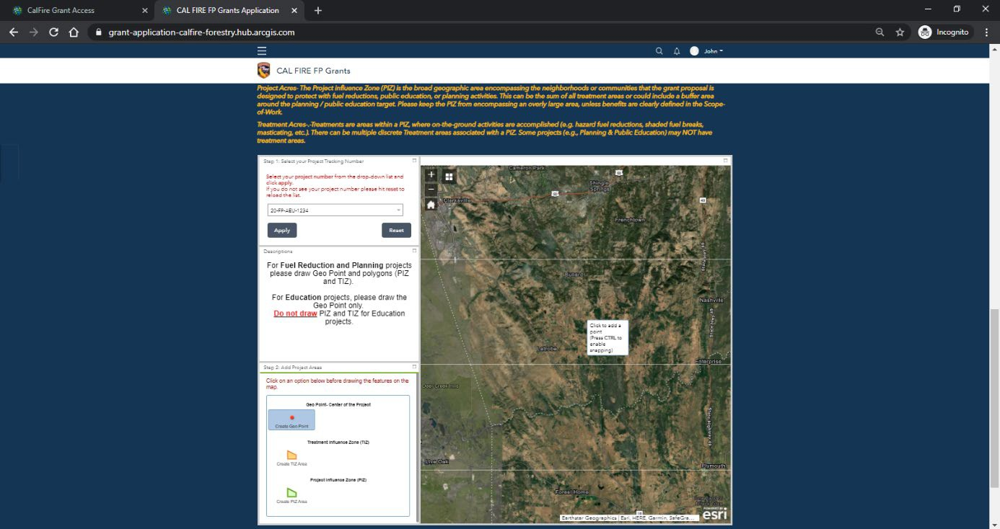 CalFire Grant Access
CAL FIRE FP Grants Application
grant-application-calfire-forestry.hub.arcgis.com
Incognito
John
CAL FIRE FP Grants
Project Acres- The Project Influence Zone (PIZ) is the broad geographic area encompassing the neighborhoods or communities that the grant proposal is
designed to protect with fuel reductions, public education, or planning activities. This can be the sum of all treatment areas or could include a buffer area
around the planning / public education target. Please keep the PIZ from encompassing an overly large area, unless benefits are clearly defined in the Scope-
of-Work.
Treatment Acres-.-Treatments are areas within a PIZ, where on-the-ground activities are accomplished (e.g. hazard fuel reductions, shaded fuel breaks,
masticating, etc.). There can be multiple discrete Treatment areas associated with a PIZ. Some projects (e.g., Planning & Public Education) may NOT have
treatment areas.
Step 1: Select your Project Tracking Number
Select your project number from the drop-down list and
click apply.
If you do not see your project number please hit reset to
reload the list.
20-FP-AEU-1234
Apply
Reset
Descriptions
For Fuel Reduction and Planning projects
please draw Geo Point and polygons (PIZ
and TIZ).
For Education projects, please draw the
Geo Point only.
Do not draw PIZ and TIZ for Education
projects.
Step 2: Add Project Areas
Click on an option below before drawing the features on the
map.
Geo Point- Center of the Project
Create Geo Point
Treatment Influence Zone (TIZ)
Create TIZ Area
Project Influence Zone (PIZ)
Create PIZ Area
Cameron Park
Shingle
Springs
Clarksville
49
Frenchtown
Bullard
Nashville
State Hwy 49
Click to add a
point
(Press CTRL to
enable
snapping)
Latrobe
Enterprise
Deer Creek Hills
State Highway 49
Live Oak
Plymouth
Forest Home
Earthstar Geographics | Esri, HERE, Garmin, SafeGra...
POWERED BY
esri